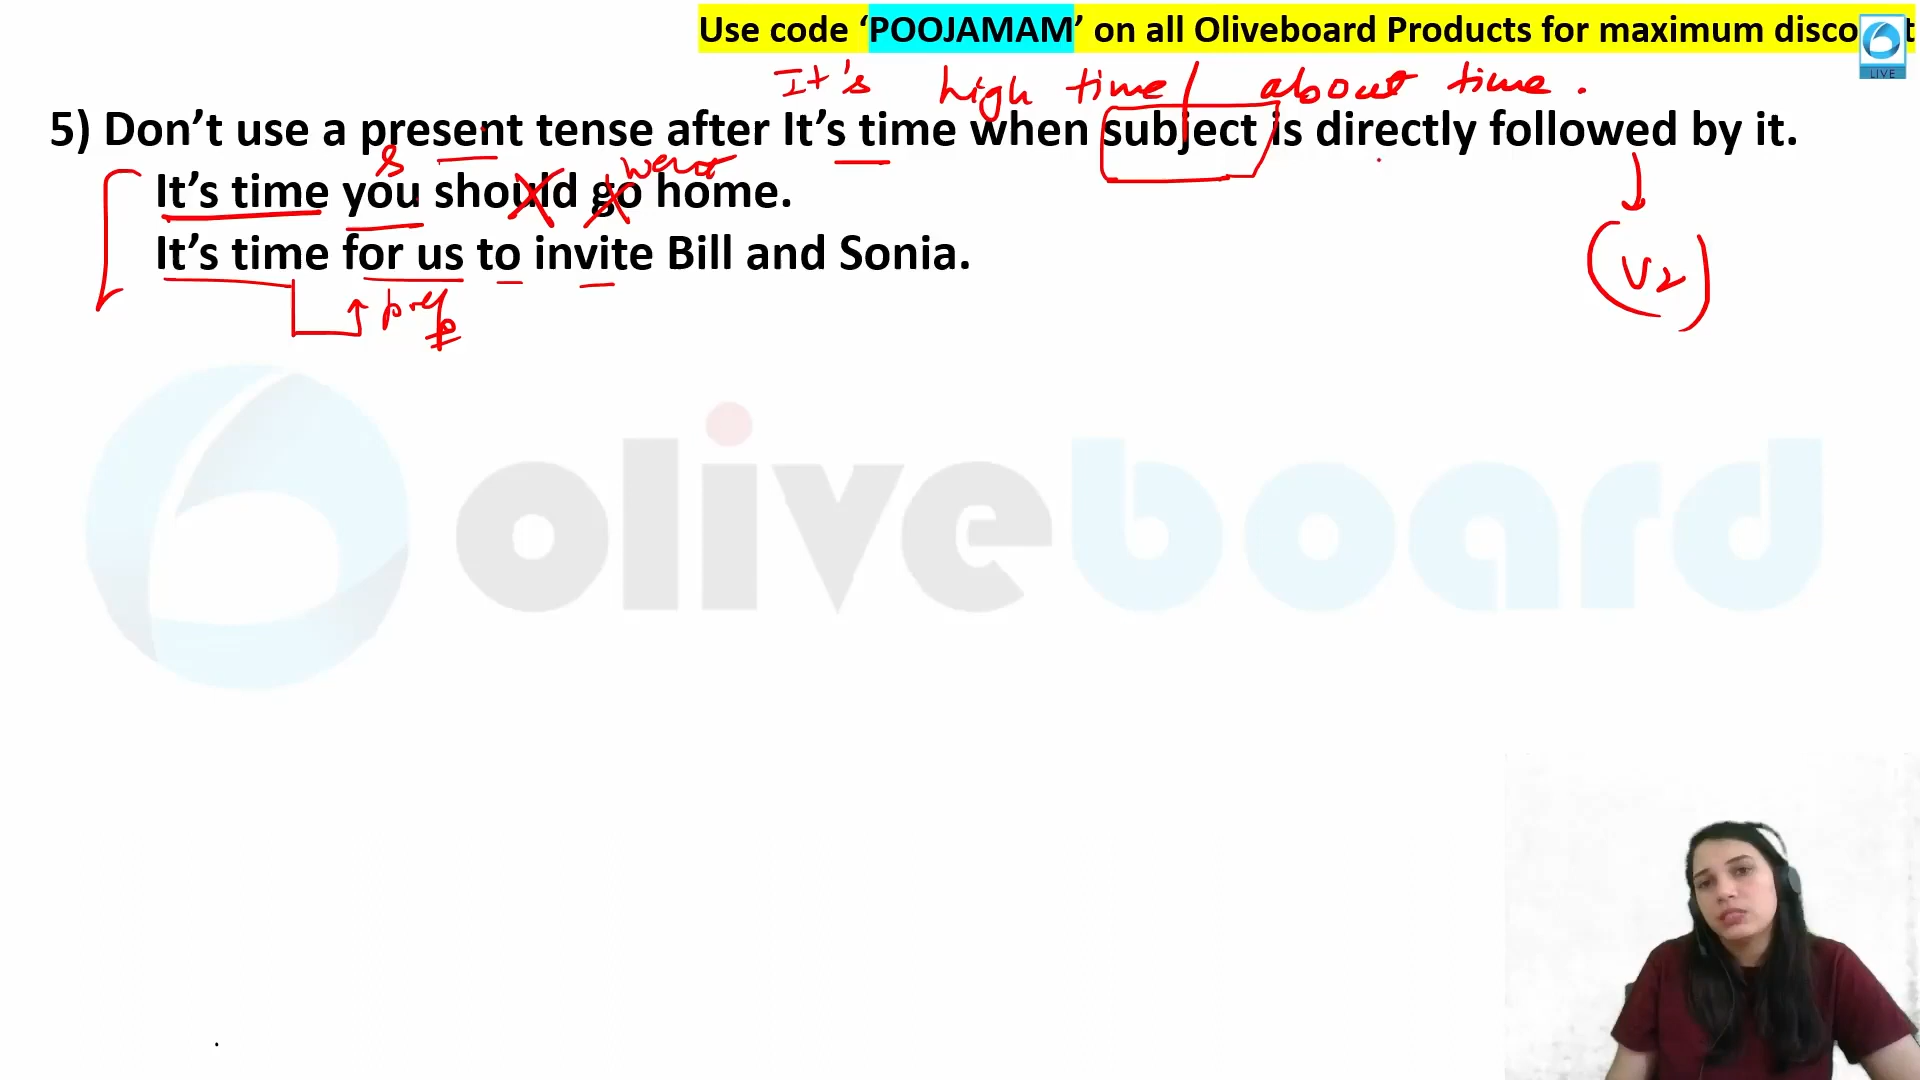 Use code ‘POOJAMAM’ on all Oliveboard Products for maximum disco t
LIVE
It's high time / about time .
5) Don’t use a present tense after It’s time when subject is directly followed by it.
s went
It’s time you should go home.
(V2)
It’s time for us to invite Bill and Sonia.
prep
oliveboard